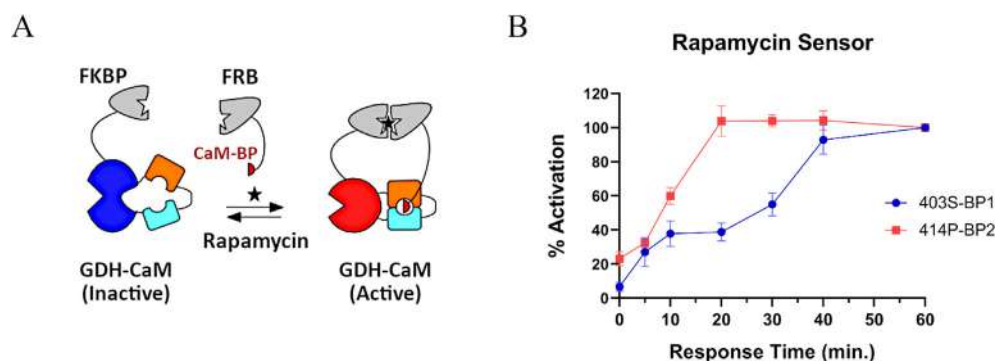 A
FKBP
FRB
CaM-BP
Rapamycin
GDH-CaM
(Inactive)
GDH-CaM
(Active)
B
Rapamycin Sensor
% Activation
120
100
80
60
40
20
0
0 10 20 30 40 50 60
Response Time (min.)
403S-BP1
414P-BP2